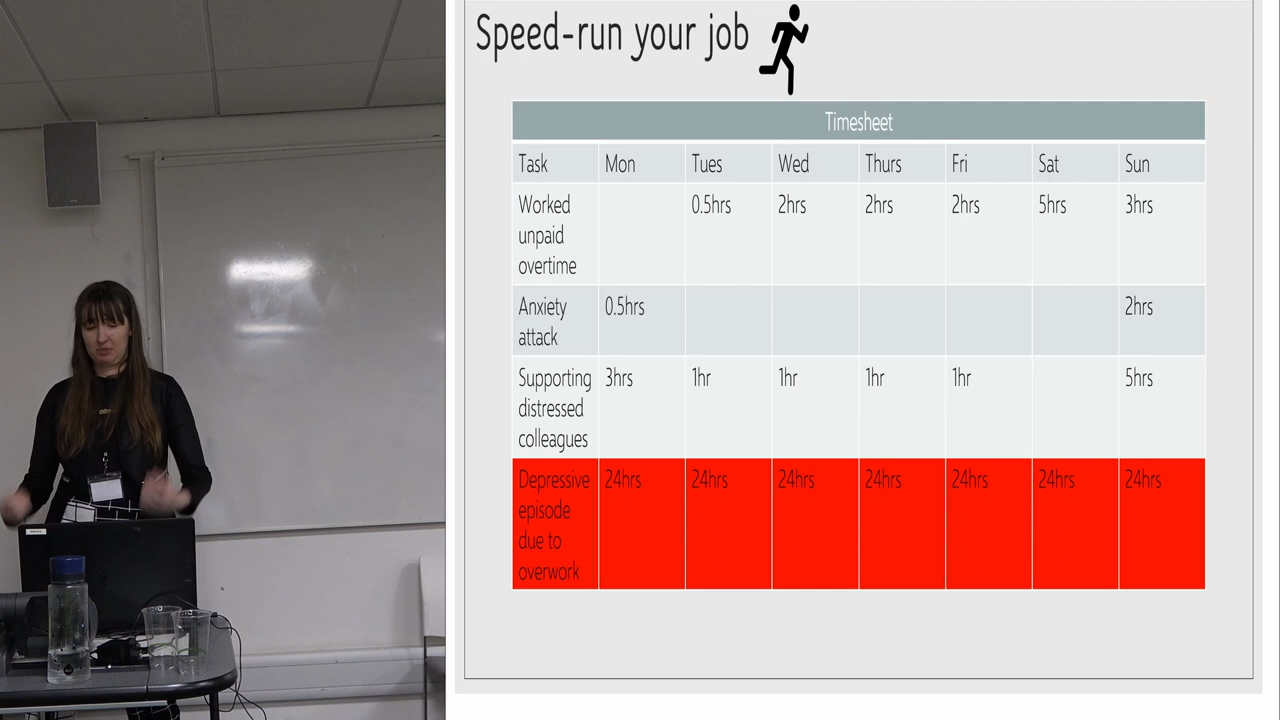 Speed-run your job
Timesheet
Task Mon Tues Wed Thurs Fri Sat Sun
Worked unpaid overtime 0.5hrs 2hrs 2hrs 2hrs 5hrs 3hrs
Anxiety attack 0.5hrs 2hrs
Supporting distressed colleagues 3hrs 1hr 1hr 1hr 1hr 5hrs
Depressive episode due to overwork 24hrs 24hrs 24hrs 24hrs 24hrs 24hrs 24hrs